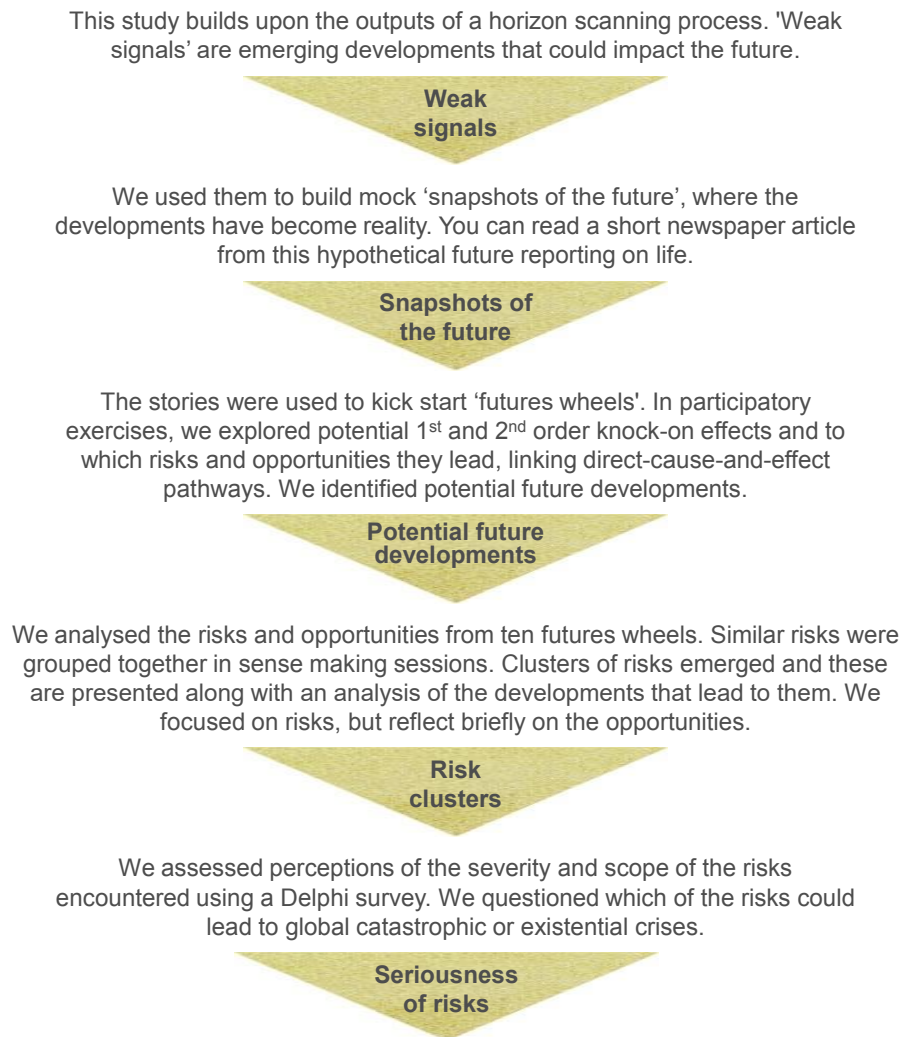 This study builds upon the outputs of a horizon scanning process. 'Weak
signals’ are emerging developments that could impact the future.
Weak
signals
We used them to build mock ‘snapshots of the future’, where the
developments have become reality. You can read a short newspaper article
from this hypothetical future reporting on life.
Snapshots of
the future
The stories were used to kick start ‘futures wheels'. In participatory
exercises, we explored potential 1st and 2nd order knock-on effects and to
which risks and opportunities they lead, linking direct-cause-and-effect
pathways. We identified potential future developments.
Potential future
developments
We analysed the risks and opportunities from ten futures wheels. Similar risks were
grouped together in sense making sessions. Clusters of risks emerged and these
are presented along with an analysis of the developments that lead to them. We
focused on risks, but reflect briefly on the opportunities.
Risk
clusters
We assessed perceptions of the severity and scope of the risks
encountered using a Delphi survey. We questioned which of the risks could
lead to global catastrophic or existential crises.
Seriousness
of risks